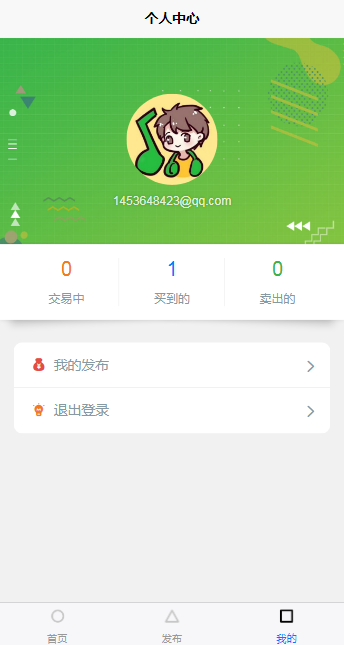 个人中心
1453648423@qq.com
0 1 0
交易中 买到的 卖出的
¥ 我的发布
退出登录
首页 发布 我的